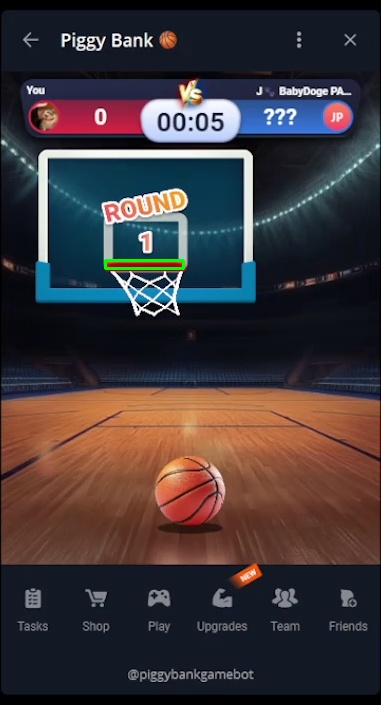 Piggy Bank 🏀
You
VS
J 🐾 BabyDoge PA...
0
00:05
???
JP
ROUND
1
NEW
Tasks
Shop
Play
Upgrades
Team
Friends
@piggybankgamebot